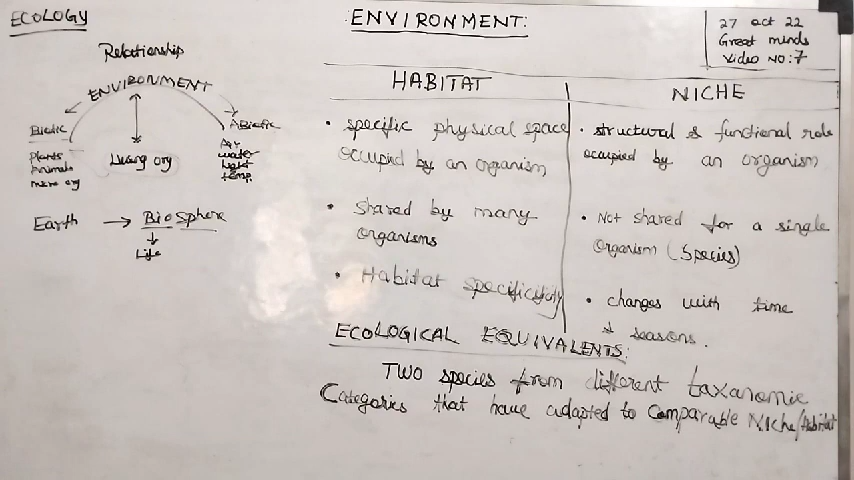 ECOLOGY
Relationship
ENVIRONMENT
Biotic
Plants
Animals
micro org
Living org
ABiotic
Air
water
light
temp.
Earth → BioSphere
Life
:ENVIRONMENT:
27 oct 22
Great minds
Video NO: 7
HABITAT
• specific physical space
occupied by an organism
• Shared by many
organisms
• Habitat specificity
NICHE
• structural & functional role
occupied by an organism
• Not shared for a single
organism (Species)
• changes with time
& seasons.
ECOLOGICAL EQUIVALENTS:
TWO species from different taxanomic
Categories that have adapted to Comparable Niche/Habitat